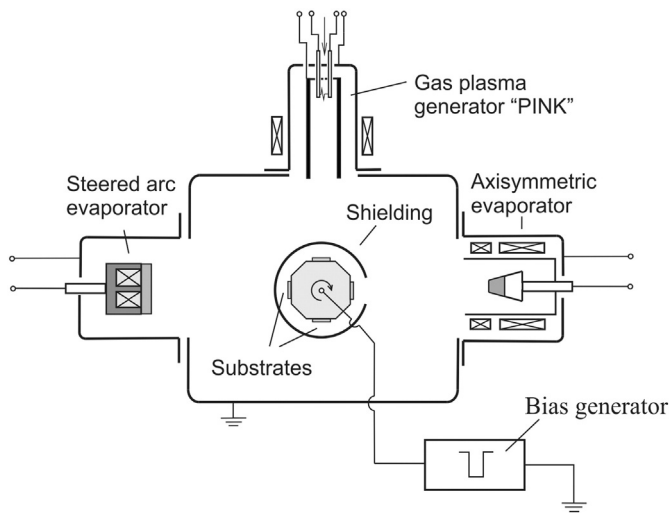 Gas plasma
generator “PINK”
Steered arc
evaporator
Shielding
Axisymmetric
evaporator
Substrates
Bias generator